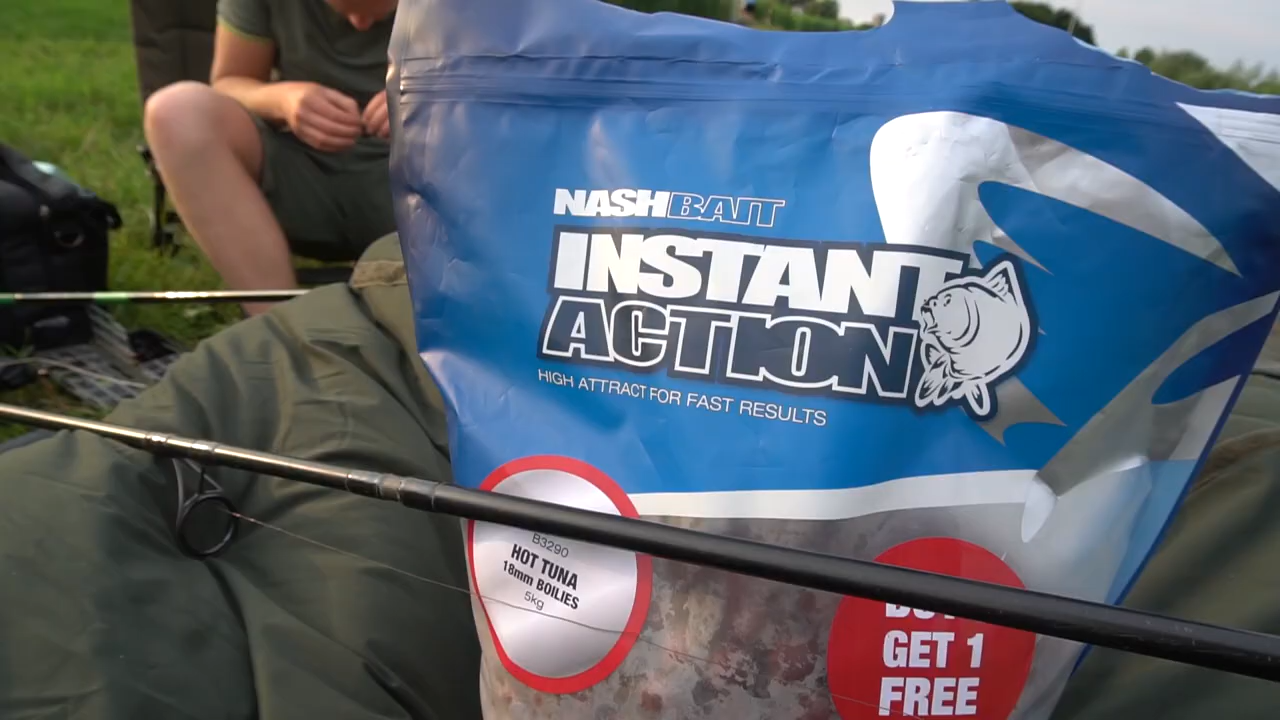 NASHBAIT
INSTANT
ACTION
HIGH ATTRACT FOR FAST RESULTS
B3290
HOT TUNA
18mm BOILIES
5kg
GET 1
FREE